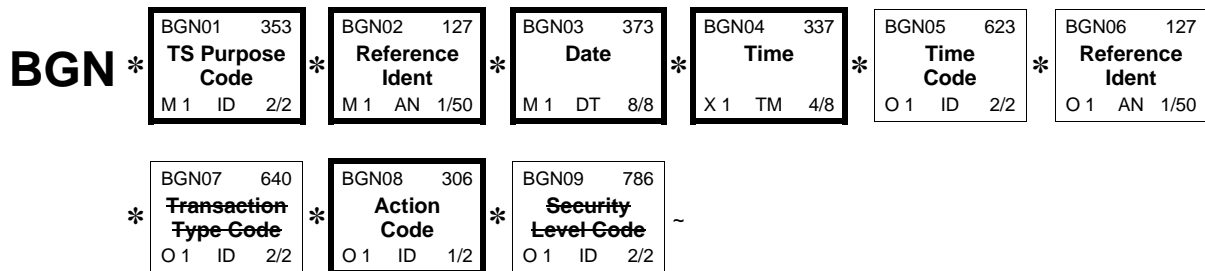 BGN01 353 BGN02 127 BGN03 373 BGN04 337 BGN05 623 BGN06 127
BGN * TS Purpose * Reference * Date * Time * Time * Reference
Code Ident Code Ident
M 1 ID 2/2 M 1 AN 1/50 M 1 DT 8/8 X 1 TM 4/8 O 1 ID 2/2 O 1 AN 1/50
BGN07 640 BGN08 306 BGN09 786
* Transaction * Action * Security ~
Type Code Code Level Code
O 1 ID 2/2 O 1 ID 1/2 O 1 ID 2/2